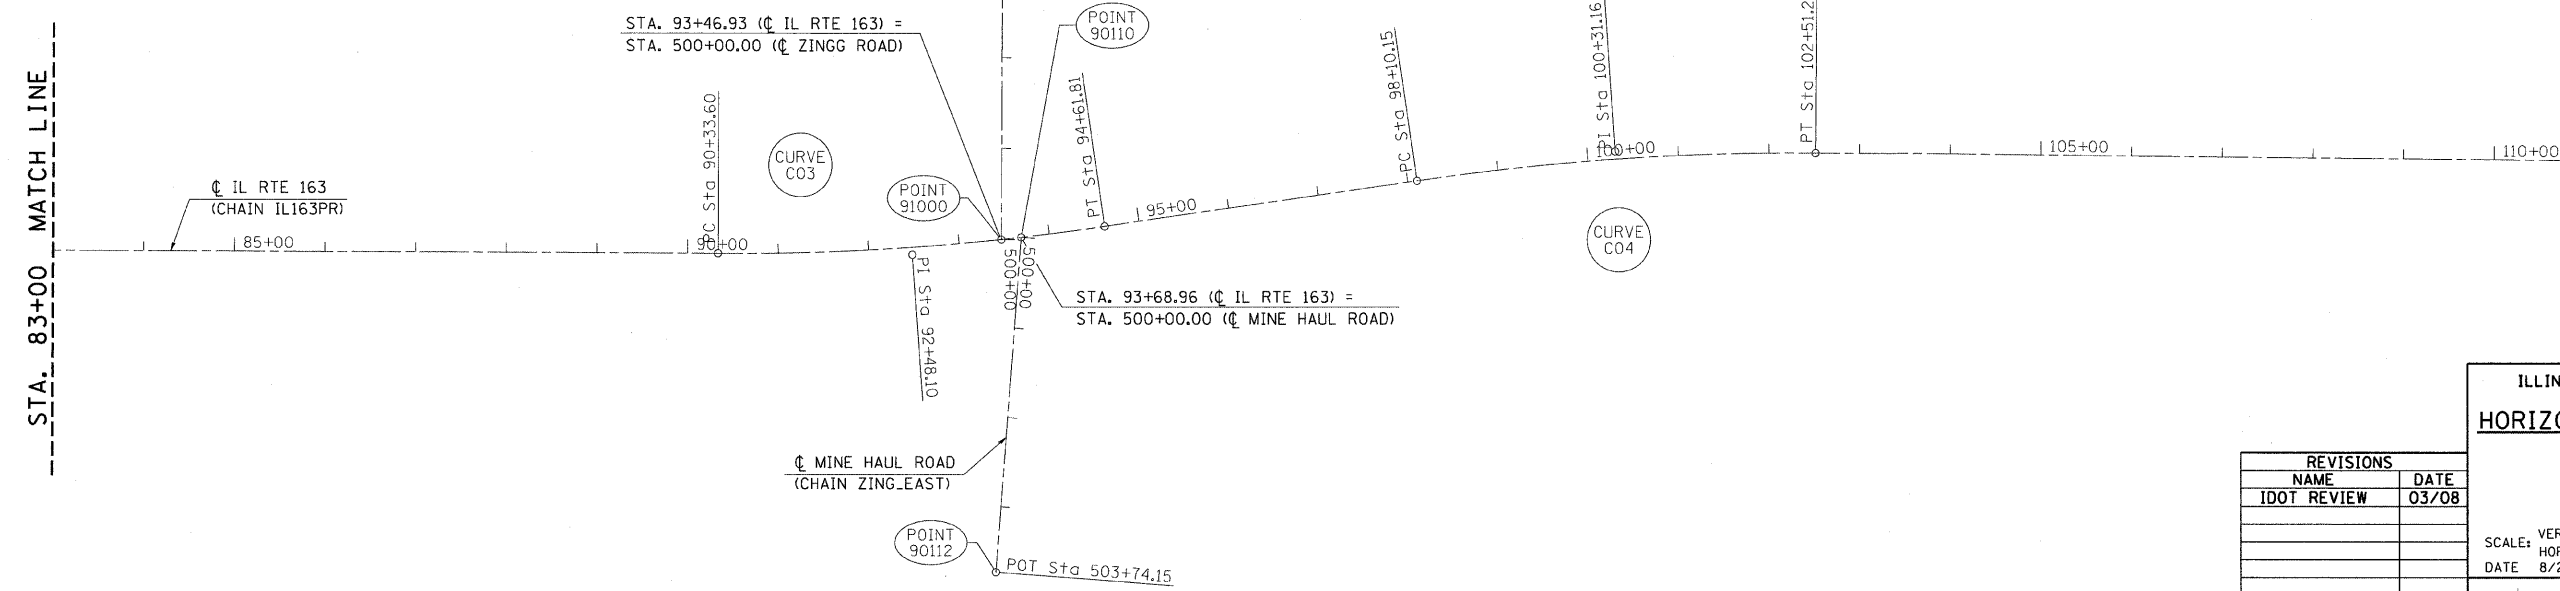 STA. 83+00 MATCH LINE
℄ IL RTE 163
(CHAIN IL163PR)
85+00
STA. 93+46.93 (℄ IL RTE 163) =
STA. 500+00.00 (℄ ZINGG ROAD)
PC Sta 90+33.60
90+00
CURVE
C03
POINT
91000
POINT
90110
PI Sta 92+48.10
500+00
500+00
PT Sta 94+61.81
95+00
STA. 93+68.96 (℄ IL RTE 163) =
STA. 500+00.00 (℄ MINE HAUL ROAD)
℄ MINE HAUL ROAD
(CHAIN ZING_EAST)
POINT
90112
POT Sta 503+74.15
PC Sta 98+10.15
PI Sta 100+31.16
100+00
CURVE
C04
PT Sta 102+51.2
105+00
110+00
REVISIONS
NAME DATE
IDOT REVIEW 03/08
ILLIN
HORIZO
SCALE: VER
HOR
DATE 8/2